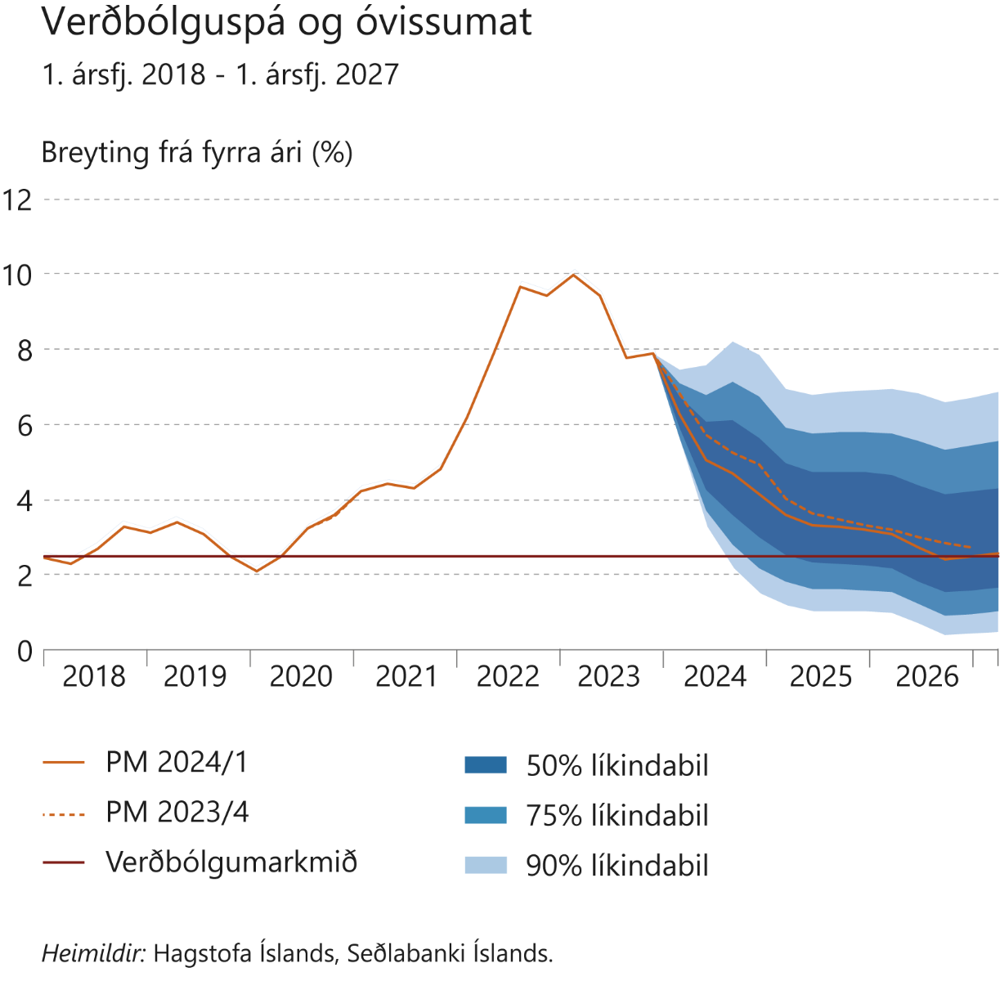 Verðbólguspá og óvissumat
1. ársfj. 2018 - 1. ársfj. 2027
Breyting frá fyrra ári (%)
12
10
8
6
4
2
0
2018 2019 2020 2021 2022 2023 2024 2025 2026
PM 2024/1
PM 2023/4
Verðbólgumarkmið
50% líkindabil
75% líkindabil
90% líkindabil
Heimildir: Hagstofa Íslands, Seðlabanki Íslands.